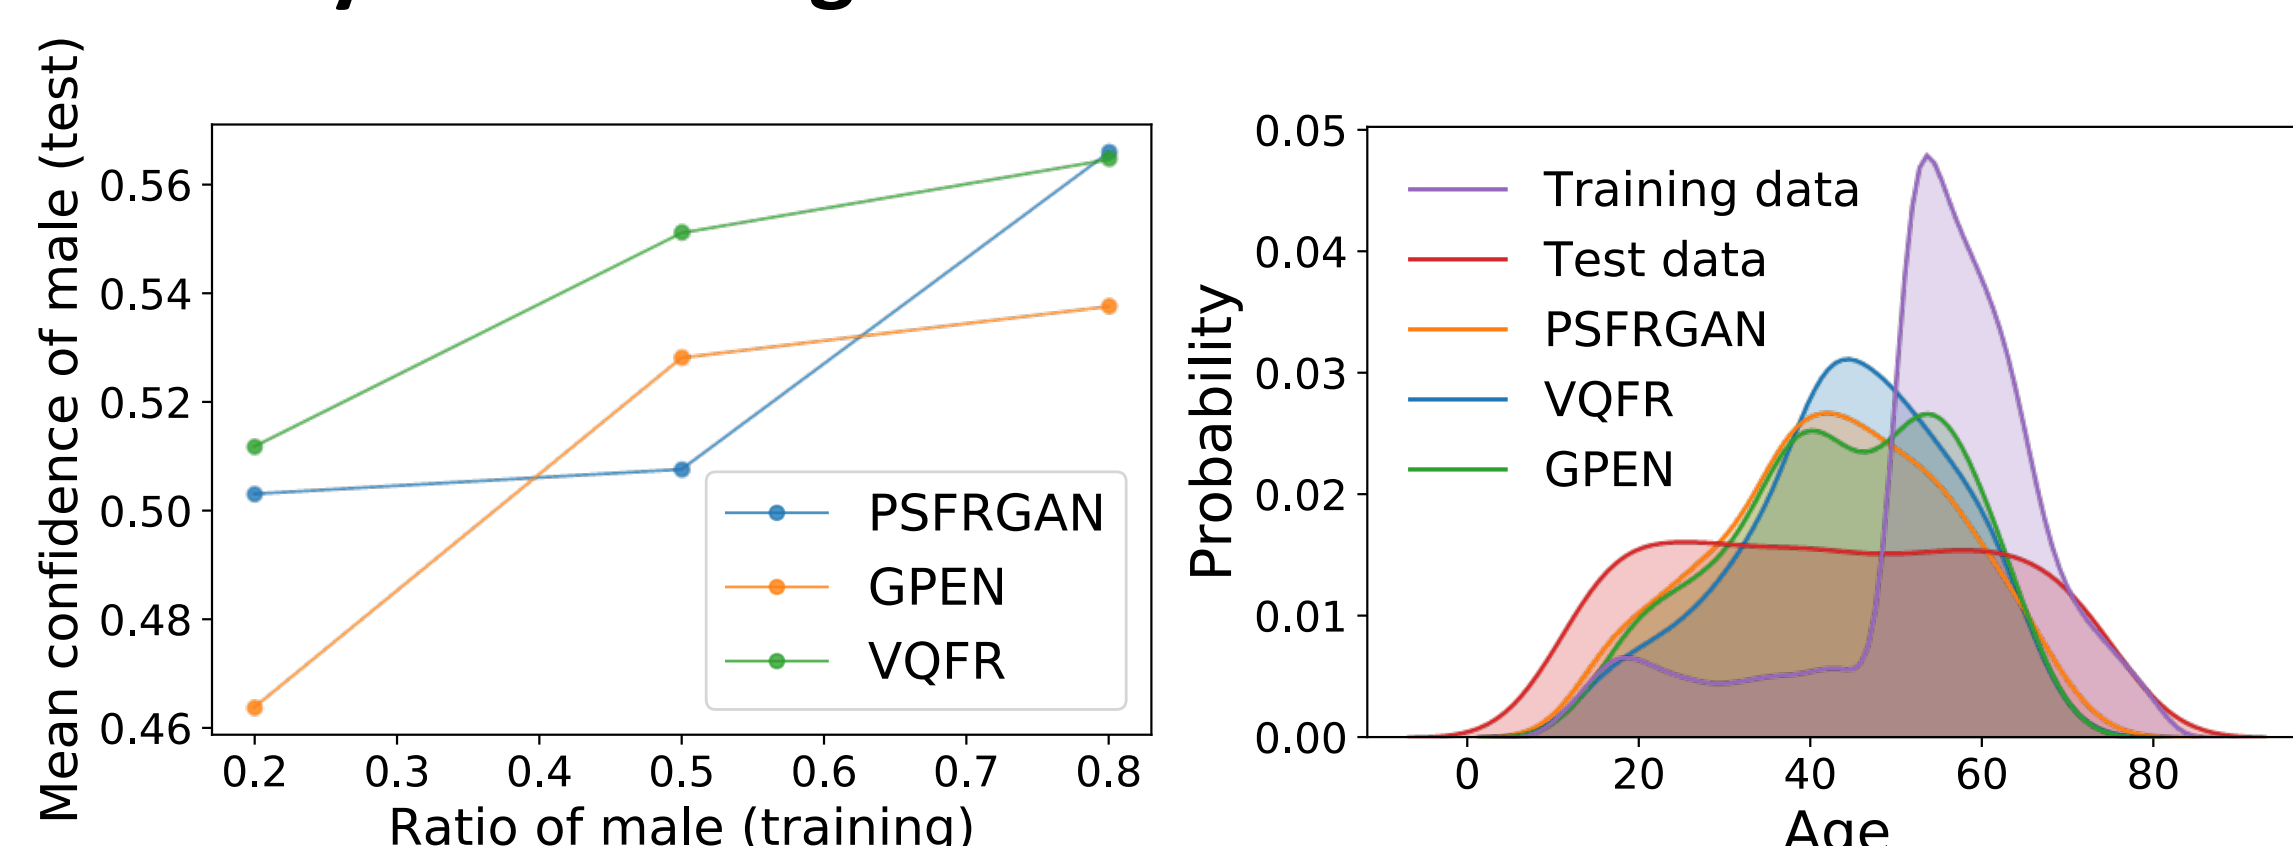 Mean confidence of male (test)
0.56
0.54
0.52
0.50
0.48
0.46
PSFRGAN
GPEN
VQFR
0.2 0.3 0.4 0.5 0.6 0.7 0.8
Ratio of male (training)
Probability
0.05
0.04
0.03
0.02
0.01
0.00
Training data
Test data
PSFRGAN
VQFR
GPEN
0 20 40 60 80
Age